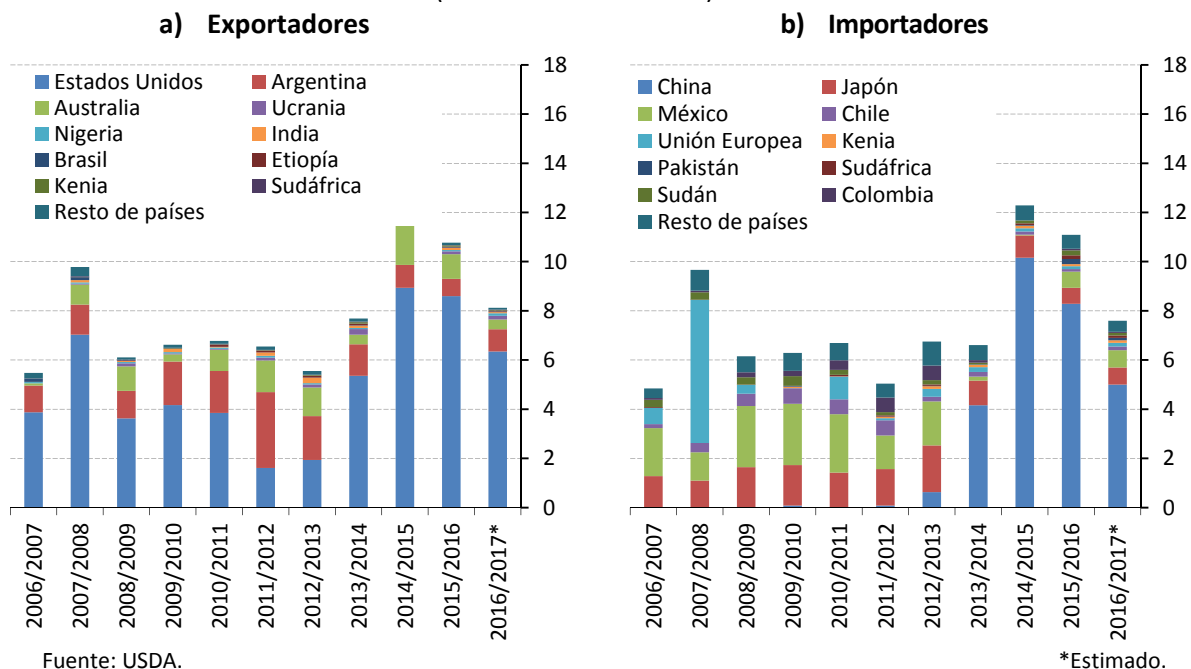 a) Exportadores
Estados Unidos
Argentina
Australia
Ucrania
Nigeria
India
Brasil
Etiopía
Kenia
Sudáfrica
Resto de países
18
16
14
12
10
8
6
4
2
0
2006/2007
2007/2008
2008/2009
2009/2010
2010/2011
2011/2012
2012/2013
2013/2014
2014/2015
2015/2016
2016/2017*
b) Importadores
China
Japón
México
Chile
Unión Europea
Kenia
Pakistán
Sudáfrica
Sudán
Colombia
Resto de países
18
16
14
12
10
8
6
4
2
0
2006/2007
2007/2008
2008/2009
2009/2010
2010/2011
2011/2012
2012/2013
2013/2014
2014/2015
2015/2016
2016/2017*
Fuente: USDA.
*Estimado.